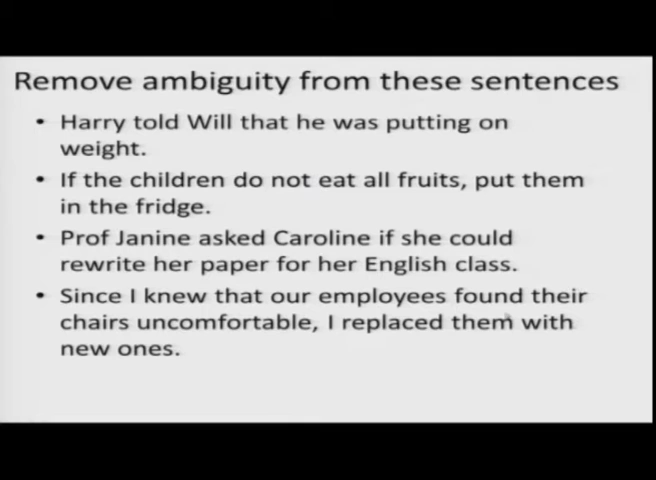 Remove ambiguity from these sentences
• Harry told Will that he was putting on
weight.
• If the children do not eat all fruits, put them
in the fridge.
• Prof Janine asked Caroline if she could
rewrite her paper for her English class.
• Since I knew that our employees found their
chairs uncomfortable, I replaced them with
new ones.